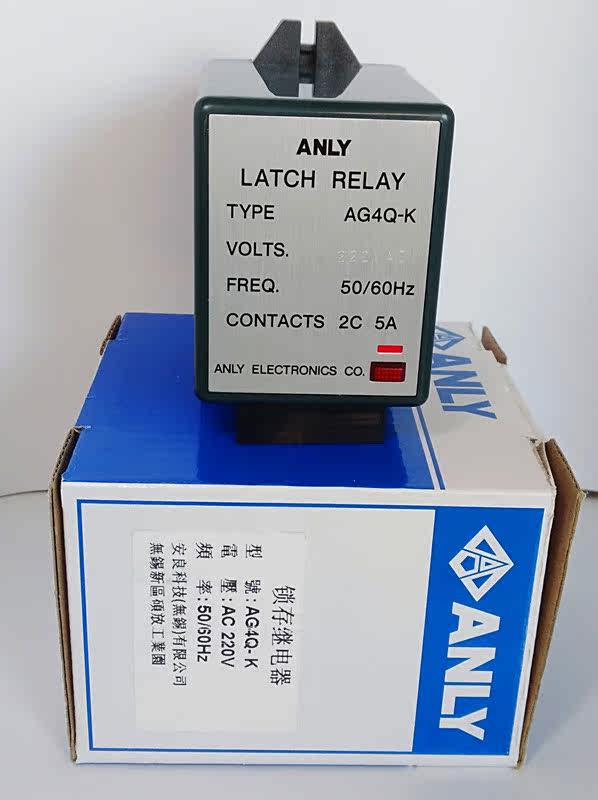 ANLY
LATCH RELAY
TYPE AG4Q-K
VOLTS.
FREQ. 50/60Hz
CONTACTS 2C 5A
ANLY ELECTRONICS CO.
ANLY
ANLY
锁存继电器
型 號: AG4Q-K
電 壓: AC 220V
頻 率: 50/60Hz
安良科技(無錫)有限公司
無錫新區碩放工業園